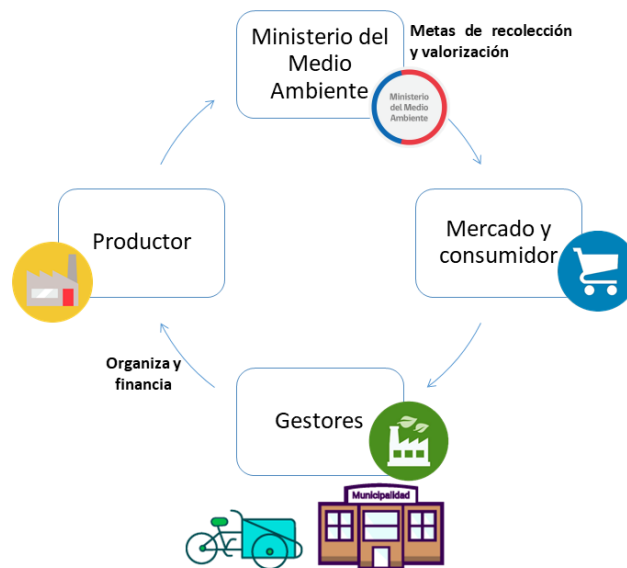 Ministerio del
Medio
Ambiente
Metas de recolección
y valorización
Ministerio
del Medio
Ambiente
Productor
Mercado y
consumidor
Organiza y
financia
Gestores
Municipalidad